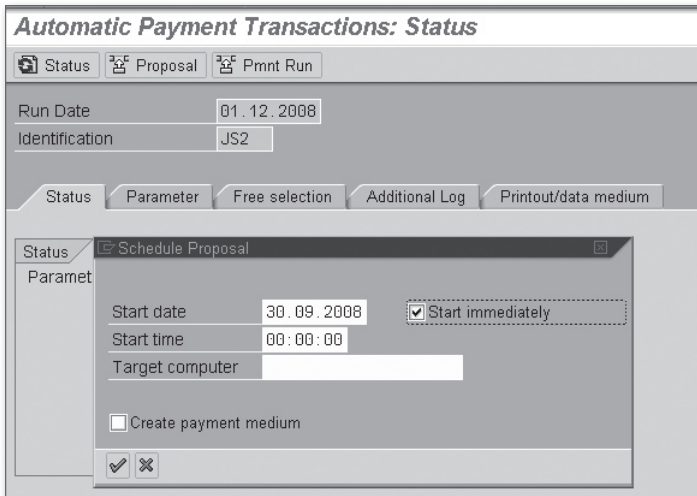 Automatic Payment Transactions: Status
Status Proposal Pmnt Run
Run Date 01.12.2008
Identification JS2
Status Parameter Free selection Additional Log Printout/data medium
Status Schedule Proposal
Paramet
Start date 30.09.2008 Start immediately
Start time 00:00:00
Target computer
Create payment medium